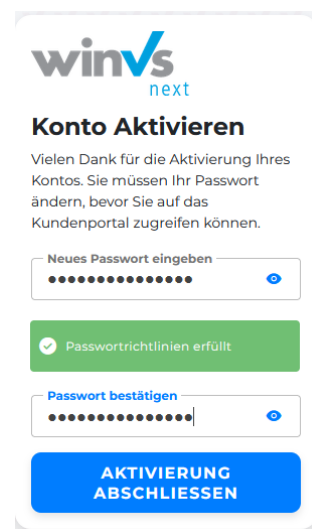 winvs
next
Konto Aktivieren
Vielen Dank für die Aktivierung Ihres
Kontos. Sie müssen Ihr Passwort
ändern, bevor Sie auf das
Kundenportal zugreifen können.
Neues Passwort eingeben
•••••••••••••••
Passwortrichtlinien erfüllt
Passwort bestätigen
•••••••••••••••
AKTIVIERUNG
ABSCHLIESSEN